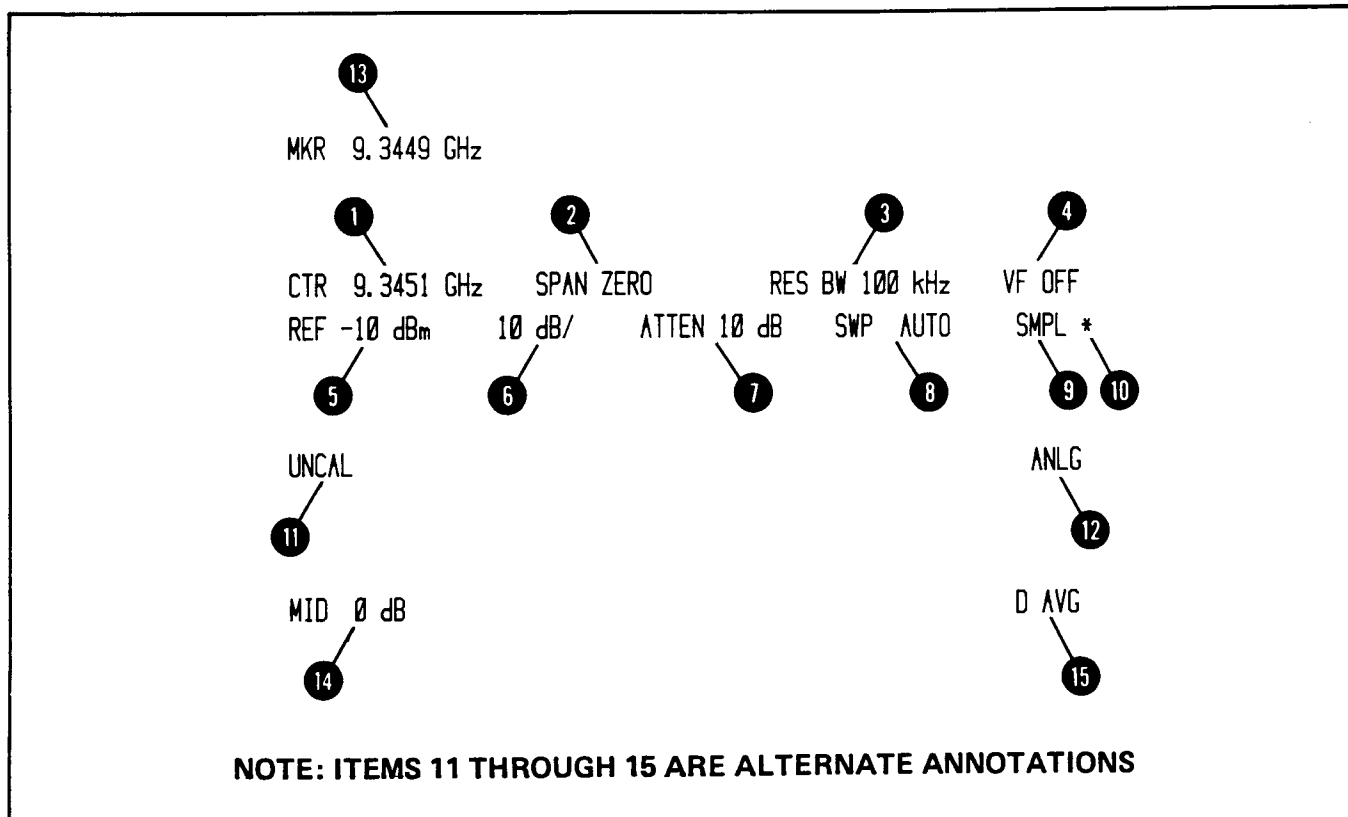 13
MKR 9.3449 GHz
1 2 3 4
CTR 9.3451 GHz SPAN ZERO RES BW 100 kHz VF OFF
REF -10 dBm 10 dB/ ATTEN 10 dB SWP AUTO SMPL *
5 6 7 8 9 10
UNCAL ANLG
11 12
MID 0 dB D AVG
14 15
NOTE: ITEMS 11 THROUGH 15 ARE ALTERNATE ANNOTATIONS